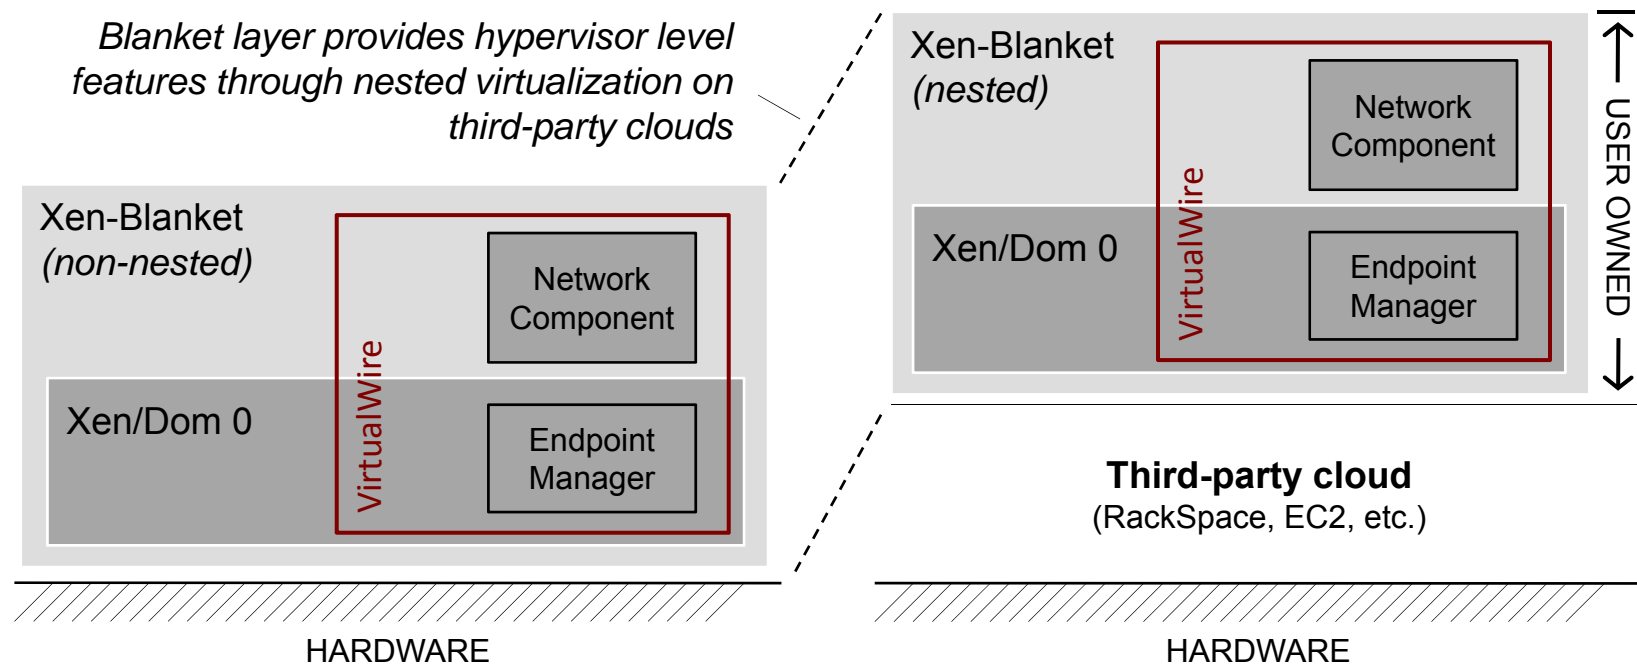 Blanket layer provides hypervisor level
features through nested virtualization on
third-party clouds
Xen-Blanket
(non-nested)
Network
Component
VirtualWire
Xen/Dom 0
Endpoint
Manager
HARDWARE
Xen-Blanket
(nested)
Network
Component
VirtualWire
Xen/Dom 0
Endpoint
Manager
USER OWNED
Third-party cloud
(RackSpace, EC2, etc.)
HARDWARE